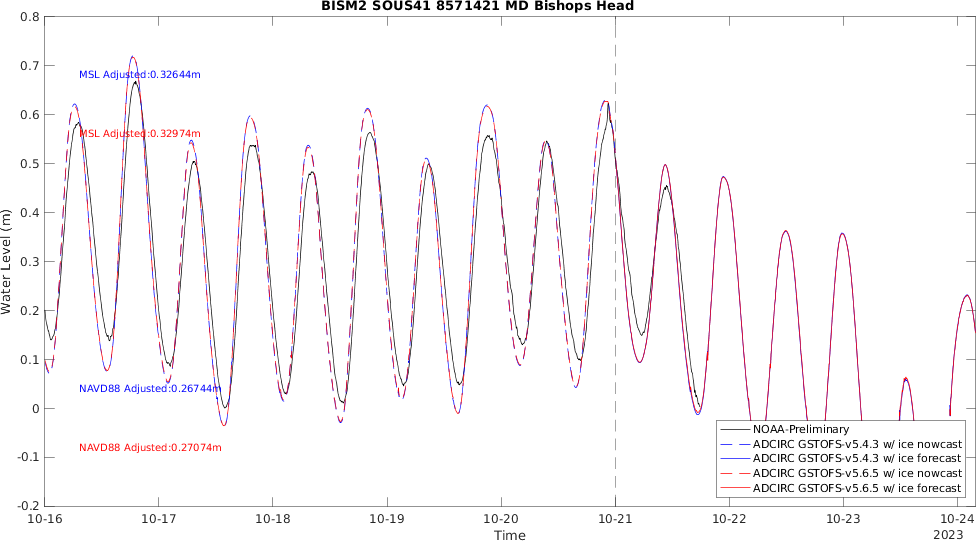 BISM2 SOUS41 8571421 MD Bishops Head
0.8
0.7
0.6
0.5
0.4
0.3
0.2
0.1
0
-0.1
-0.2
Water Level (m)
MSL Adjusted:0.32644m
MSL Adjusted:0.32974m
NAVD88 Adjusted:0.26744m
NAVD88 Adjusted:0.27074m
NOAA-Preliminary
ADCIRC GSTOFS-v5.4.3 w/ ice nowcast
ADCIRC GSTOFS-v5.4.3 w/ ice forecast
ADCIRC GSTOFS-v5.6.5 w/ ice nowcast
ADCIRC GSTOFS-v5.6.5 w/ ice forecast
10-16 10-17 10-18 10-19 10-20 10-21 10-22 10-23 10-24
Time
2023